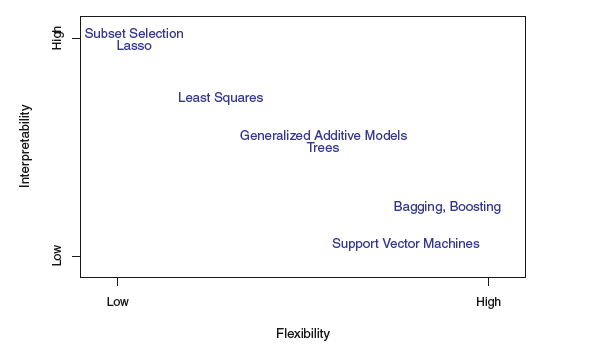 High
Subset Selection
Lasso
Least Squares
Generalized Additive Models
Trees
Interpretability
Bagging, Boosting
Support Vector Machines
Low
Low
High
Flexibility